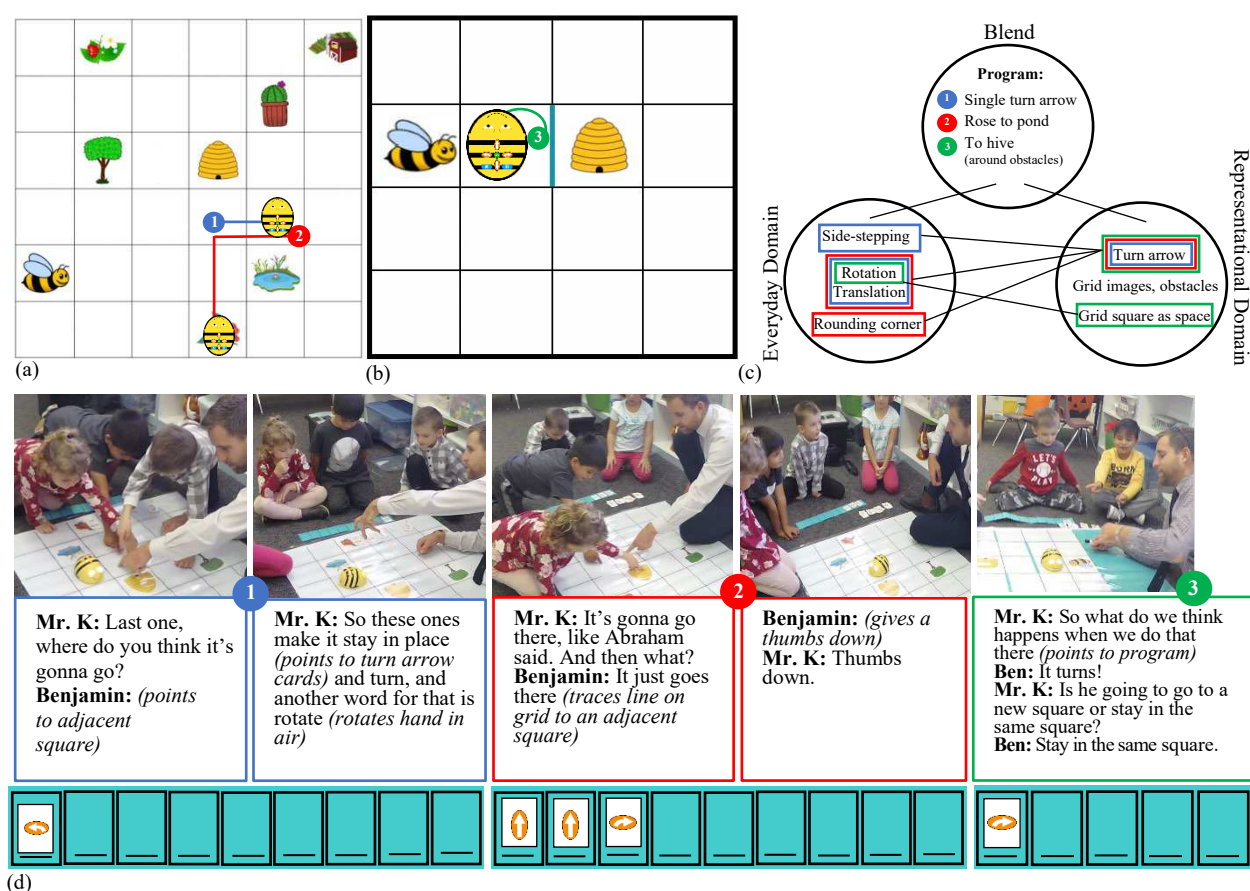 1
2
(a)
3
(b)
Blend
Program:
1 Single turn arrow
2 Rose to pond
3 To hive
(around obstacles)
Everyday Domain
Side-stepping
Rotation
Translation
Rounding corner
Representational Domain
Turn arrow
Grid images, obstacles
Grid square as space
(c)
LET'S
PLAY
BORN
1
Mr. K: Last one,
where do you think it's
gonna go?
Benjamin: (points
to adjacent
square)
Mr. K: So these ones
make it stay in place
(points to turn arrow
cards) and turn, and
another word for that is
rotate (rotates hand in
air)
2
Mr. K: It's gonna go
there, like Abraham
said. And then what?
Benjamin: It just goes
there (traces line on
grid to an adjacent
square)
Benjamin: (gives a
thumbs down)
Mr. K: Thumbs
down.
3
Mr. K: So what do we think
happens when we do that
there (points to program)
Ben: It turns!
Mr. K: Is he going to go to a
new square or stay in the
same square?
Ben: Stay in the same square.
(d)